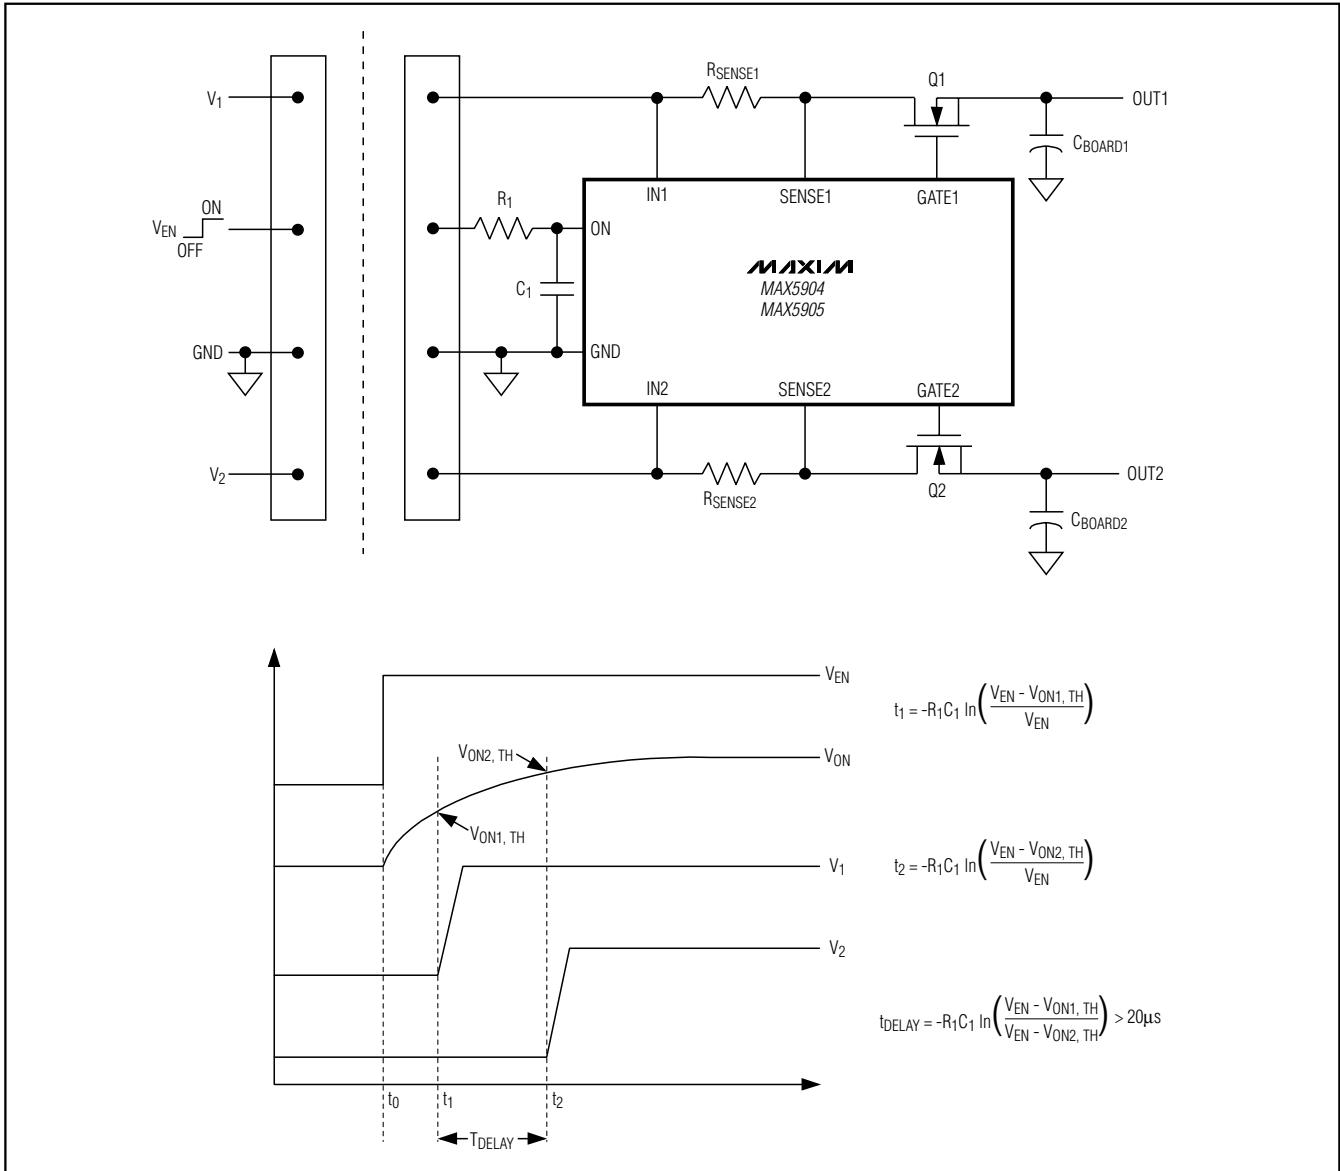 RSENSE1
Q1
V1
OUT1
CBOARD1
IN1
SENSE1
GATE1
R1
ON
VEN
OFF
ON
MAXIM
MAX5904
MAX5905
C1
GND
GND
IN2
SENSE2
GATE2
V2
RSENSE2
Q2
OUT2
CBOARD2
VEN
t1 = -R1C1 ln(VEN - VON1, TH / VEN)
VON2, TH
VON
VON1, TH
V1
t2 = -R1C1 ln(VEN - VON2, TH / VEN)
V2
tDELAY = -R1C1 ln(VEN - VON1, TH / VEN - VON2, TH) > 20μs
t0
t1
t2
TDELAY